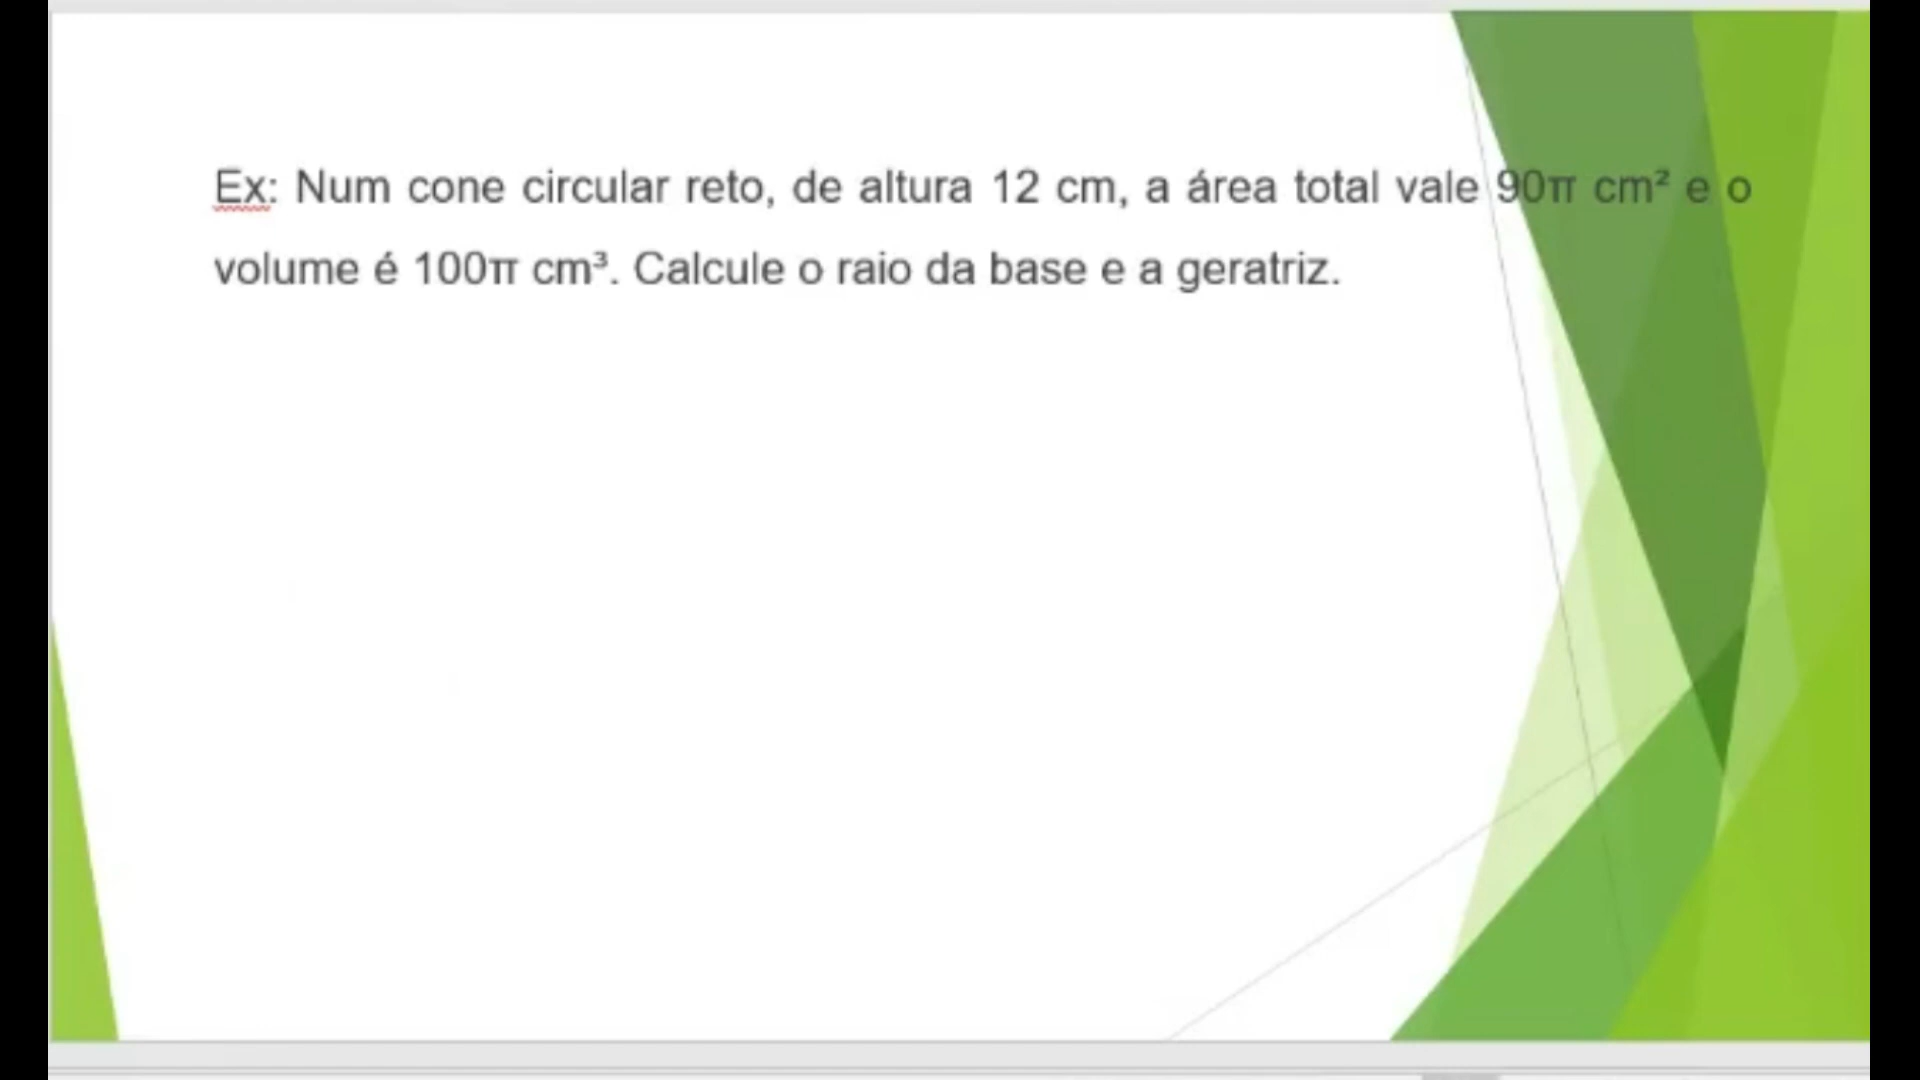 Ex: Num cone circular reto, de altura 12 cm, a área total vale 90π cm² e o
volume é 100π cm³. Calcule o raio da base e a geratriz.